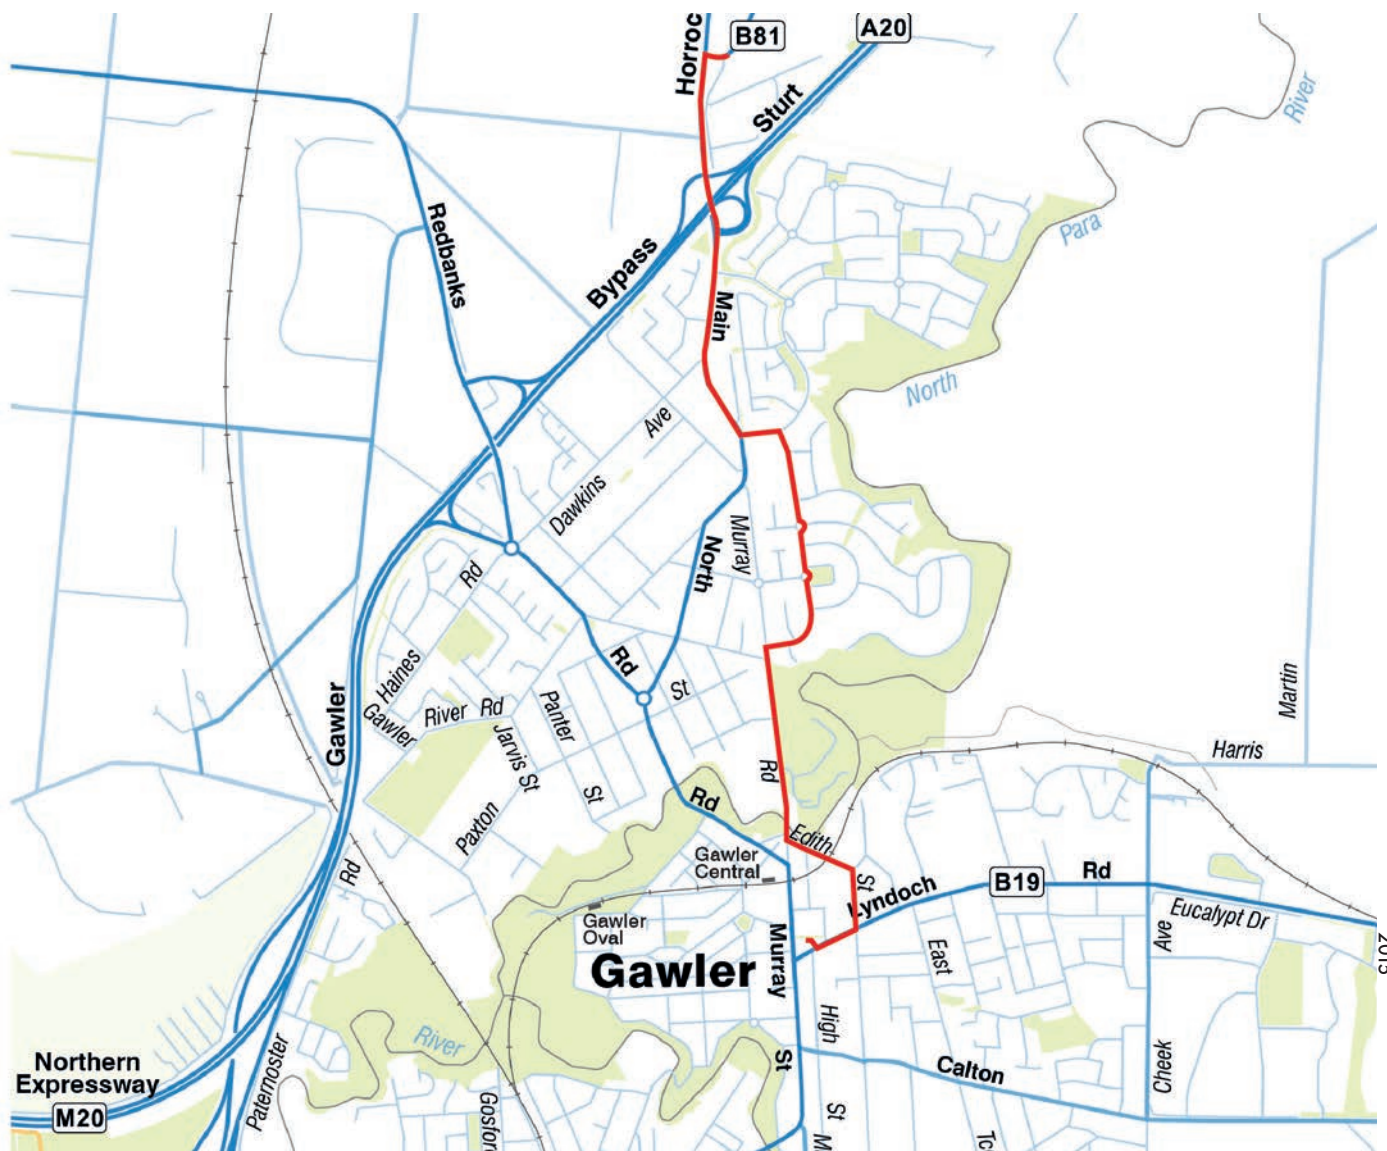 Horroc
B81
A20
Sturt
River
Redbanks
Para
Bypass
Main
North
Ave
Dawkins
Murray
North
Rd
Haines
Rd
St
Martin
Gawler
River Rd
Panter
Jarvis St
St
Gawler
Harris
Rd
Rd
Paxton
Edith
Gawler
Central
St
Rd
Lyndoch
B19
Rd
Gawler
Oval
Eucalypt Dr
Ave
East
2015
Gawler
Murray
High
River
Calton
Cheek
St
Northern
Expressway
M20
Paternoster
Gosford
St
M
Tc